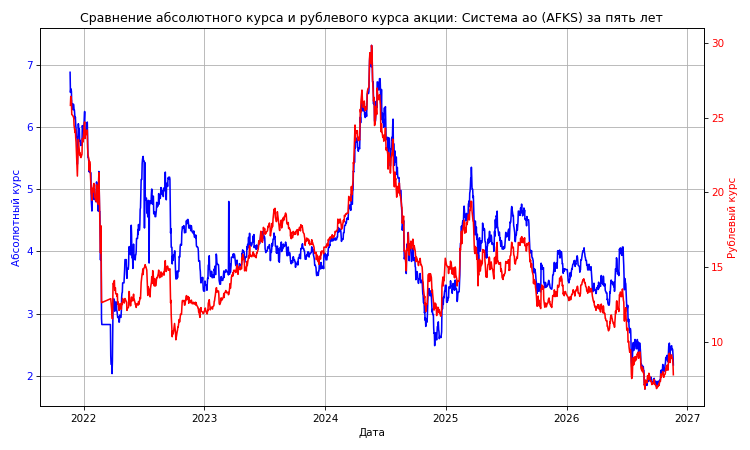 Сравнение абсолютного курса и рублевого курса акции: Система ао (AFKS) за пять лет
Абсолютный курс
7
6
5
4
3
2
30
25
20
15
10
Рублевый курс
2022 2023 2024 2025 2026 2027
Дата